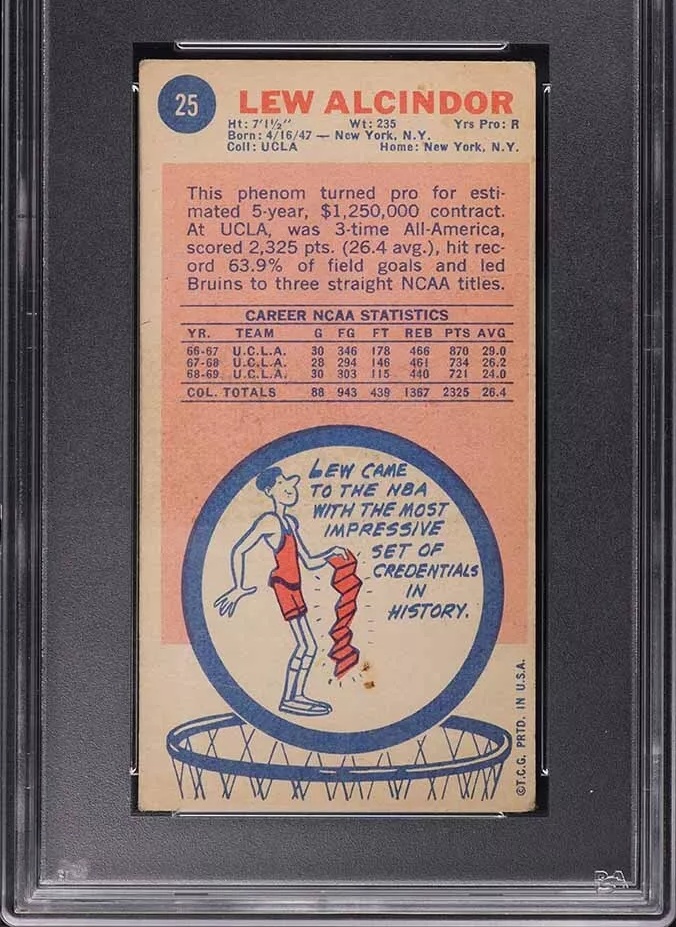 25
LEW ALCINDOR
Ht: 7'1½" Wt: 235 Yrs Pro: R
Born: 4/16/47 — New York, N.Y.
Coll: UCLA Home: New York, N.Y.
This phenom turned pro for esti-
mated 5-year, $1,250,000 contract.
At UCLA, was 3-time All-America,
scored 2,325 pts. (26.4 avg.), hit rec-
ord 63.9% of field goals and led
Bruins to three straight NCAA titles.
CAREER NCAA STATISTICS
YR. TEAM G FG FT REB PTS AVG
66-67 U.C.L.A. 30 346 178 466 870 29.0
67-68 U.C.L.A. 28 294 146 461 734 26.2
68-69 U.C.L.A. 30 303 115 440 721 24.0
COL. TOTALS 88 943 439 1367 2325 26.4
LEW CAME
TO THE NBA
WITH THE MOST
IMPRESSIVE
SET OF
CREDENTIALS
IN
HISTORY.
©T.C.G. PRTD. IN U.S.A.